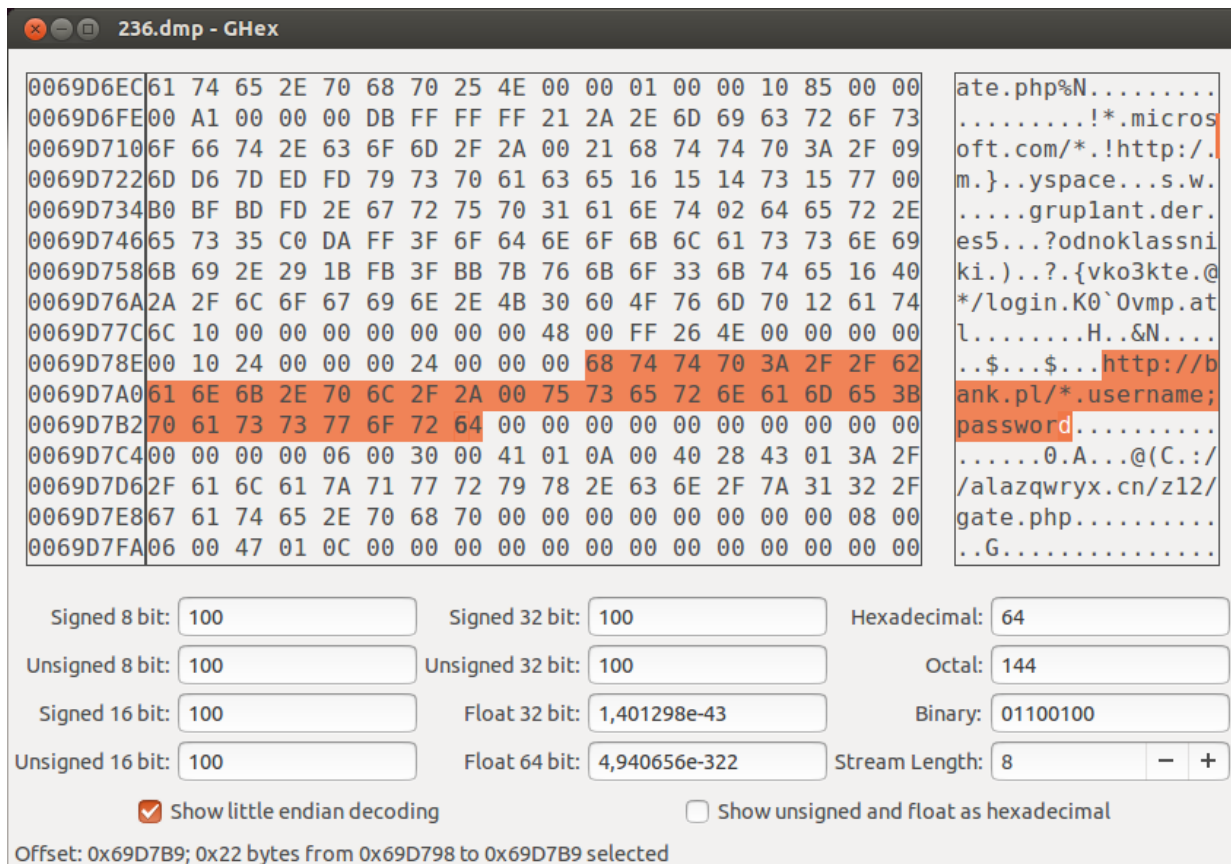 236.dmp - GHex
0069D6EC 61 74 65 2E 70 68 70 25 4E 00 00 01 00 00 10 85 00 00 ate.php%N.........
0069D6FE 00 A1 00 00 00 DB FF FF FF 21 2A 2E 6D 69 63 72 6F 73 .........!*.micros
0069D710 6F 66 74 2E 63 6F 6D 2F 2A 00 21 68 74 74 70 3A 2F 09 oft.com/*.!http:/.
0069D722 6D D6 7D ED FD 79 73 70 61 63 65 16 15 14 73 15 77 00 m.}..yspace...s.w.
0069D734 B0 BF BD FD 2E 67 72 75 70 31 61 6E 74 02 64 65 72 2E .....grup1ant.der.
0069D746 65 73 35 C0 DA FF 3F 6F 64 6E 6F 6B 6C 61 73 73 6E 69 es5...?odnoklassni
0069D758 6B 69 2E 29 1B FB 3F BB 7B 76 6B 6F 33 6B 74 65 16 40 ki.)..?.{vko3kte.@
0069D76A 2A 2F 6C 6F 67 69 6E 2E 4B 30 60 4F 76 6D 70 12 61 74 */login.K0`Ovmp.at
0069D77C 6C 10 00 00 00 00 00 00 00 48 00 FF 26 4E 00 00 00 00 l........H..&N....
0069D78E 00 10 24 00 00 00 24 00 00 00 68 74 74 70 3A 2F 2F 62 ..$...$...http://b
0069D7A0 61 6E 6B 2E 70 6C 2F 2A 00 75 73 65 72 6E 61 6D 65 3B ank.pl/*.username;
0069D7B2 70 61 73 73 77 6F 72 64 00 00 00 00 00 00 00 00 00 00 password..........
0069D7C4 00 00 00 00 06 00 30 00 41 01 0A 00 40 28 43 01 3A 2F ......0.A...@(C.:/
0069D7D6 2F 61 6C 61 7A 71 77 72 79 78 2E 63 6E 2F 7A 31 32 2F /alazqwryx.cn/z12/
0069D7E8 67 61 74 65 2E 70 68 70 00 00 00 00 00 00 00 00 08 00 gate.php..........
0069D7FA 06 00 47 01 0C 00 00 00 00 00 00 00 00 00 00 00 00 00 ..G...............
Signed 8 bit: 100 Signed 32 bit: 100 Hexadecimal: 64
Unsigned 8 bit: 100 Unsigned 32 bit: 100 Octal: 144
Signed 16 bit: 100 Float 32 bit: 1,401298e-43 Binary: 01100100
Unsigned 16 bit: 100 Float 64 bit: 4,940656e-322 Stream Length: 8 − +
Show little endian decoding Show unsigned and float as hexadecimal
Offset: 0x69D7B9; 0x22 bytes from 0x69D798 to 0x69D7B9 selected